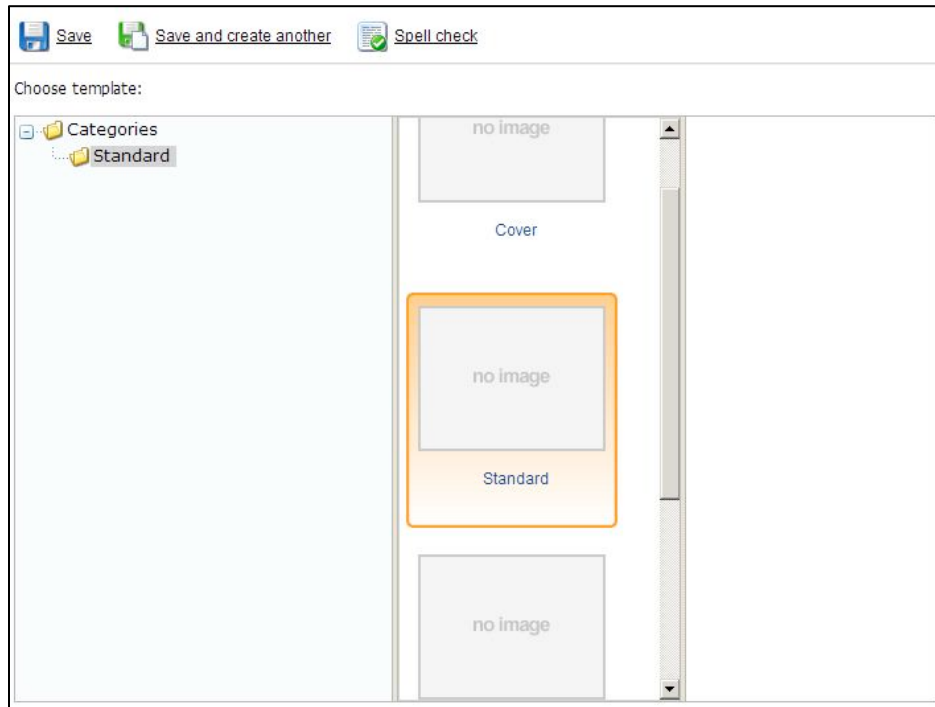 Save Save and create another Spell check
Choose template:
Categories
Standard
no image
Cover
no image
Standard
no image